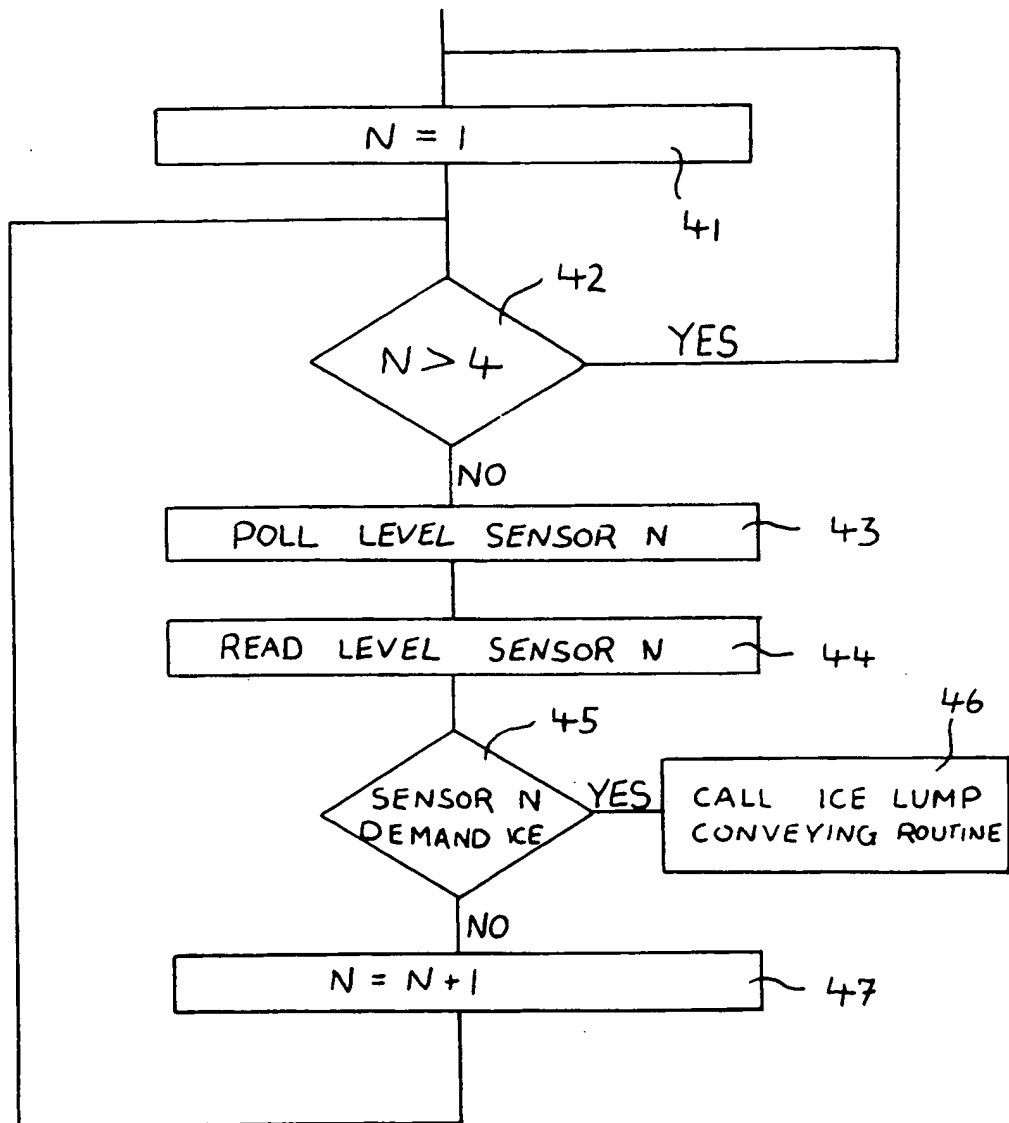 N = 1
41
42
N > 4
YES
NO
POLL LEVEL SENSOR N
43
READ LEVEL SENSOR N
44
45
46
SENSOR N
DEMAND ICE
YES
CALL ICE LUMP
CONVEYING ROUTINE
NO
N = N + 1
47